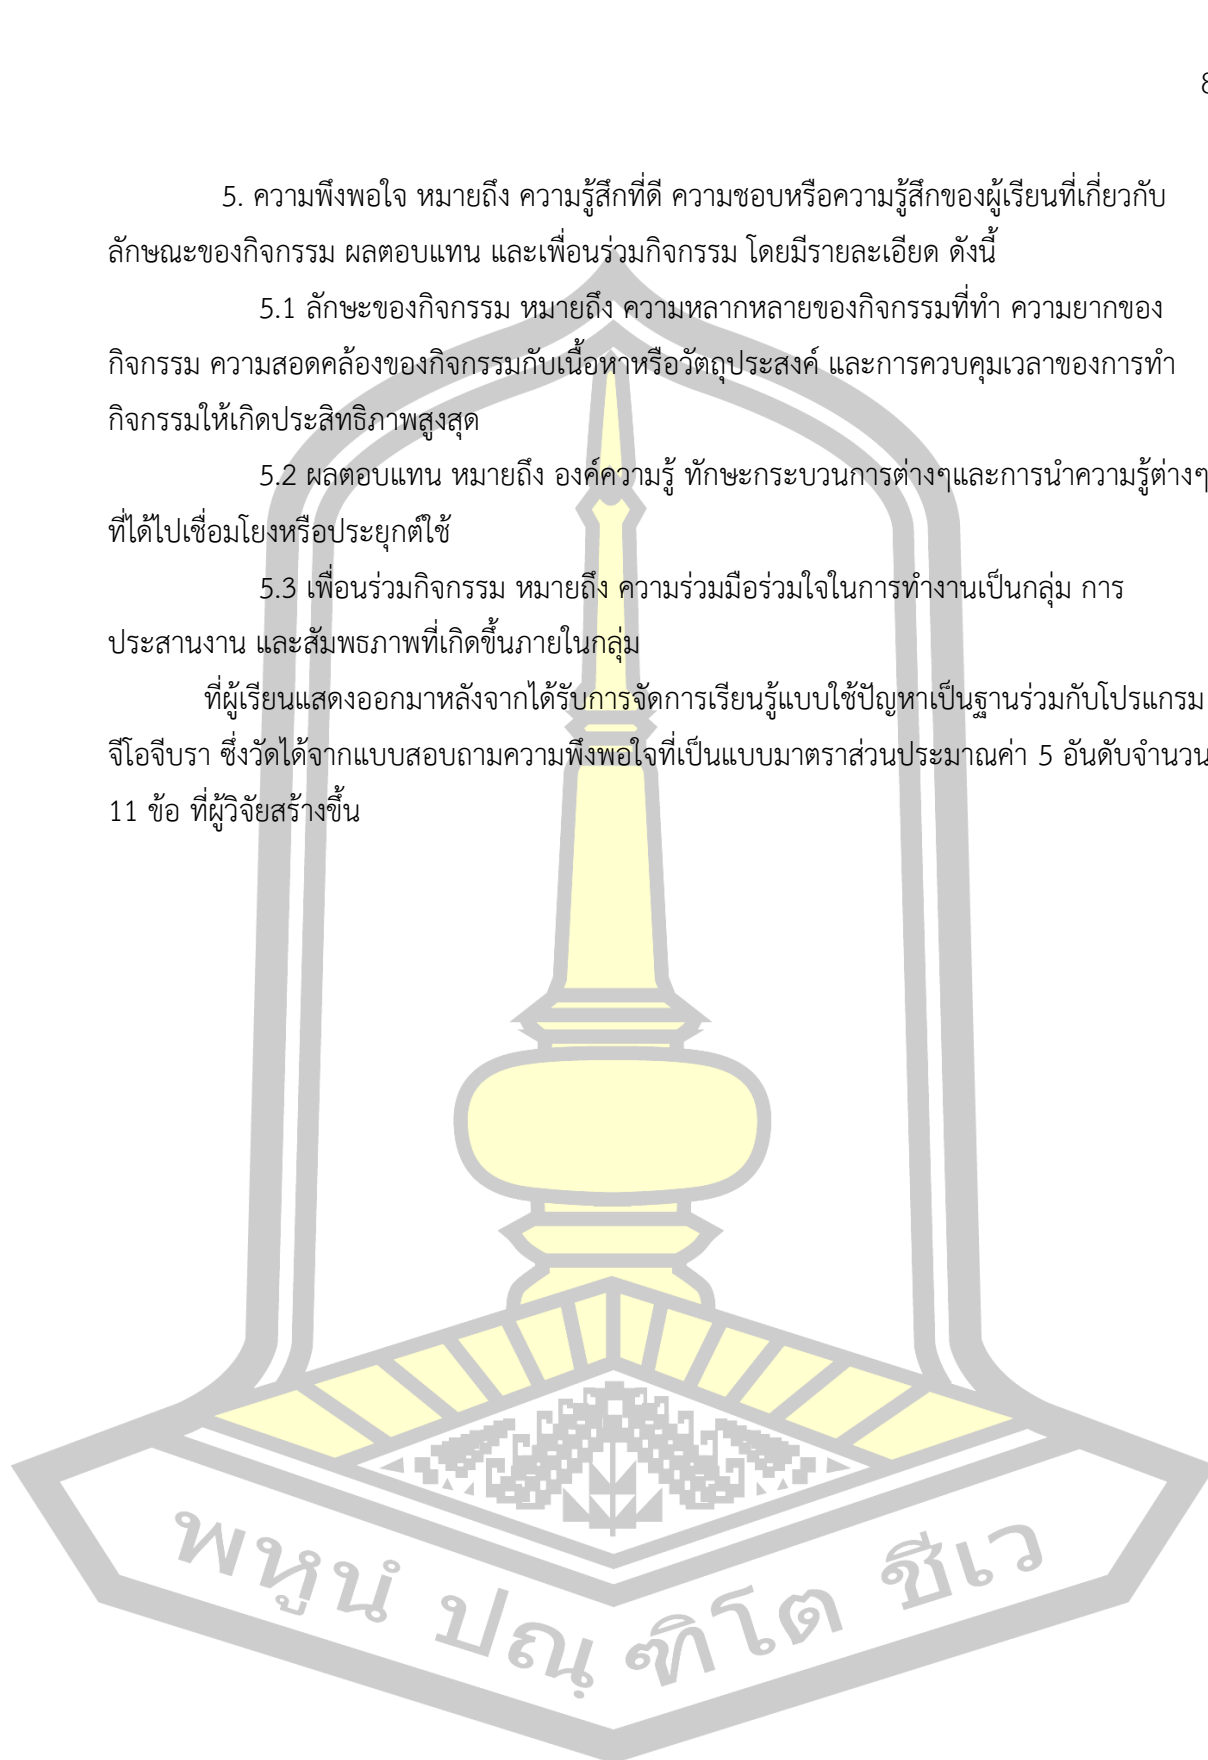 8
5. ความพึงพอใจ หมายถึง ความรู้สึกที่ดี ความชอบหรือความรู้สึกของผู้เรียนที่เกี่ยวกับ
ลักษณะของกิจกรรม ผลตอบแทน และเพื่อนร่วมกิจกรรม โดยมีรายละเอียด ดังนี้
5.1 ลักษะของกิจกรรม หมายถึง ความหลากหลายของกิจกรรมที่ทำ ความยากของ
กิจกรรม ความสอดคล้องของกิจกรรมกับเนื้อหาหรือวัตถุประสงค์ และการควบคุมเวลาของการทำ
กิจกรรมให้เกิดประสิทธิภาพสูงสุด
5.2 ผลตอบแทน หมายถึง องค์ความรู้ ทักษะกระบวนการต่างๆและการนำความรู้ต่างๆ
ที่ได้ไปเชื่อมโยงหรือประยุกต์ใช้
5.3 เพื่อนร่วมกิจกรรม หมายถึง ความร่วมมือร่วมใจในการทำงานเป็นกลุ่ม การ
ประสานงาน และสัมพธภาพที่เกิดขึ้นภายในกลุ่ม
ที่ผู้เรียนแสดงออกมาหลังจากได้รับการจัดการเรียนรู้แบบใช้ปัญหาเป็นฐานร่วมกับโปรแกรม
จีโอจีบรา ซึ่งวัดได้จากแบบสอบถามความพึงพอใจที่เป็นแบบมาตราส่วนประมาณค่า 5 อันดับจำนวน
11 ข้อ ที่ผู้วิจัยสร้างขึ้น
พหูนํ ปณฺฑิโต ชีเว